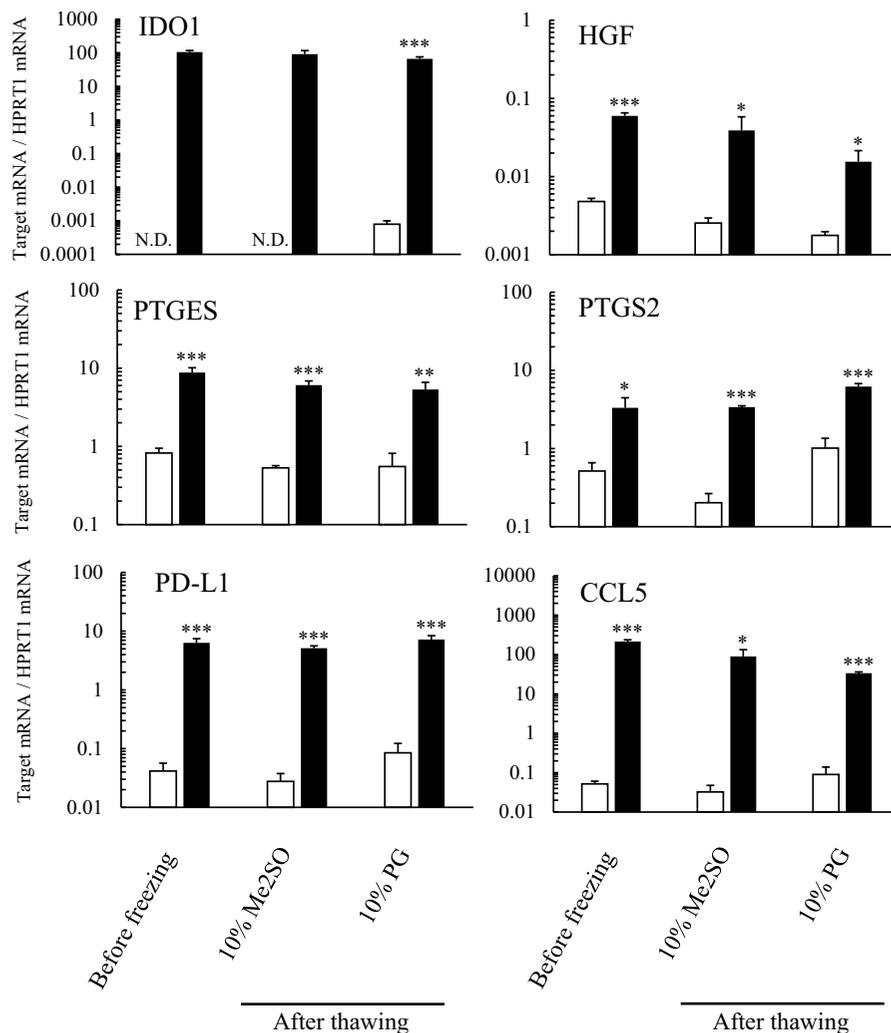 IDO1
Target mRNA / HPRT1 mRNA
1000
100
10
1
0.1
0.01
0.001
0.0001
N.D.
N.D.
***
HGF
1
0.1
0.01
0.001
***
*
*
PTGES
Target mRNA / HPRT1 mRNA
100
10
1
0.1
***
***
**
PTGS2
100
10
1
0.1
*
***
***
PD-L1
Target mRNA / HPRT1 mRNA
100
10
1
0.1
0.01
***
***
***
CCL5
10000
1000
100
10
1
0.1
0.01
***
*
***
Before freezing
10% Me2SO
10% PG
After thawing
Before freezing
10% Me2SO
10% PG
After thawing